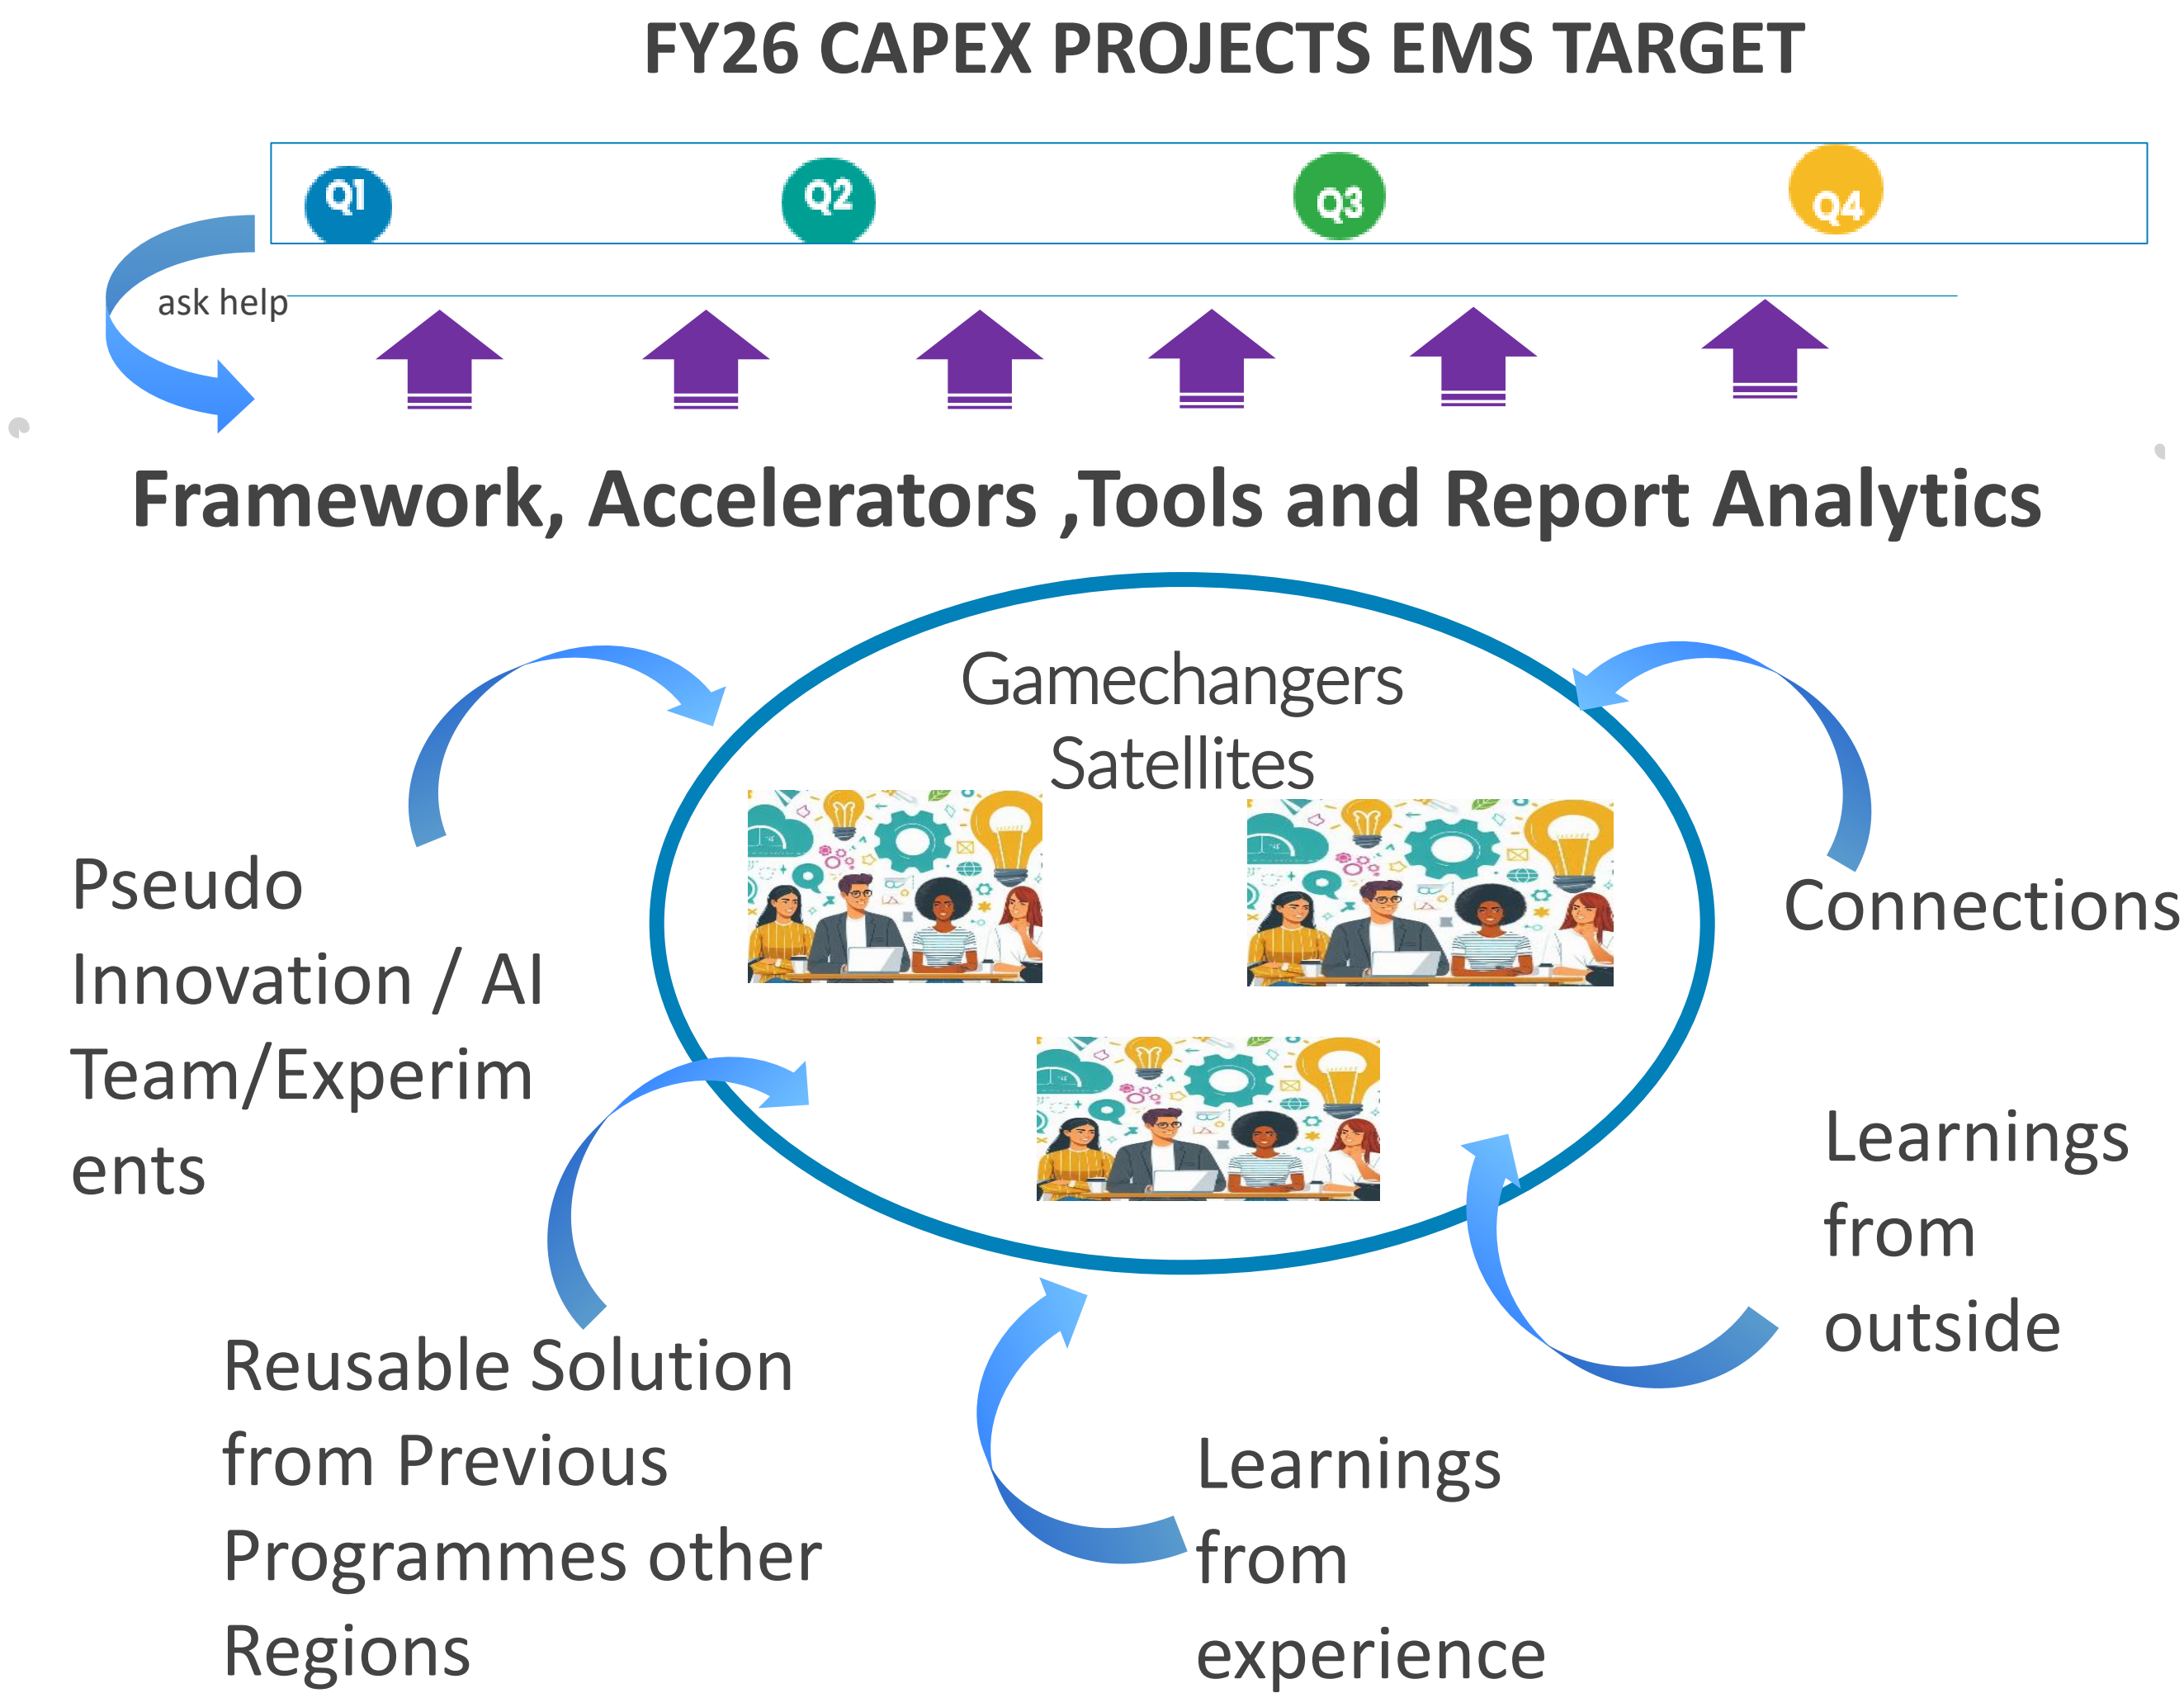 FY26 CAPEX PROJECTS EMS TARGET
Q1 Q2 Q3 Q4
ask help
Framework, Accelerators ,Tools and Report Analytics
Gamechangers
Satellites
Pseudo
Innovation / AI
Team/Experim
ents
Connections
Learnings
from
outside
Reusable Solution
from Previous
Programmes other
Regions
Learnings
from
experience